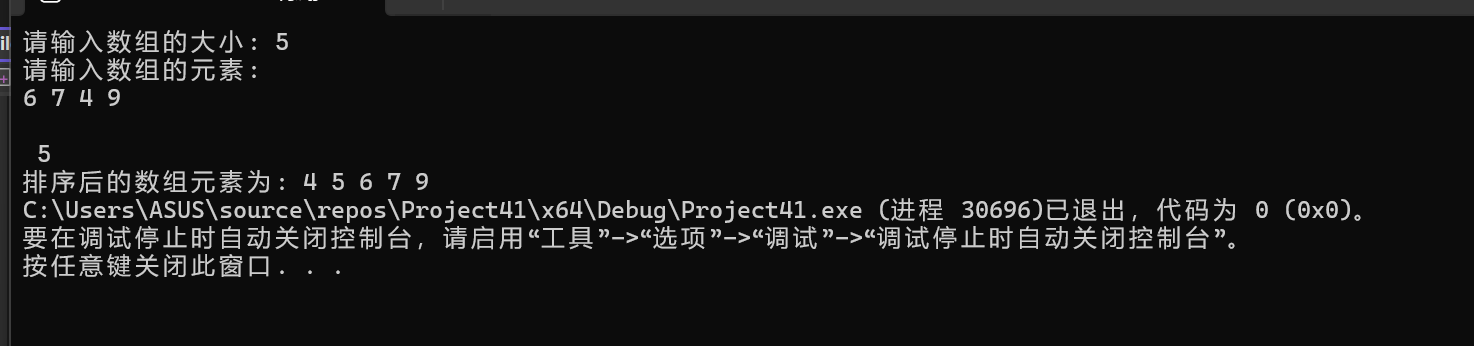 请输入数组的大小：5
请输入数组的元素：
6 7 4 9
5
排序后的数组元素为：4 5 6 7 9
C:\Users\ASUS\source\repos\Project41\x64\Debug\Project41.exe (进程 30696)已退出，代码为 0 (0x0)。
要在调试停止时自动关闭控制台，请启用“工具”->“选项”->“调试”->“调试停止时自动关闭控制台”。
按任意键关闭此窗口. . .